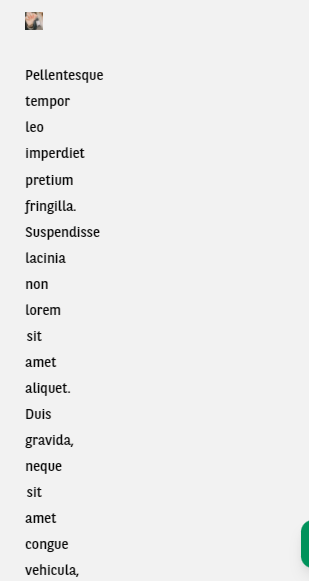 Pellentesque
tempor
leo
imperdiet
pretium
fringilla.
Suspendisse
lacinia
non
lorem
sit
amet
aliquet.
Duis
gravida,
neque
sit
amet
congue
vehicula,